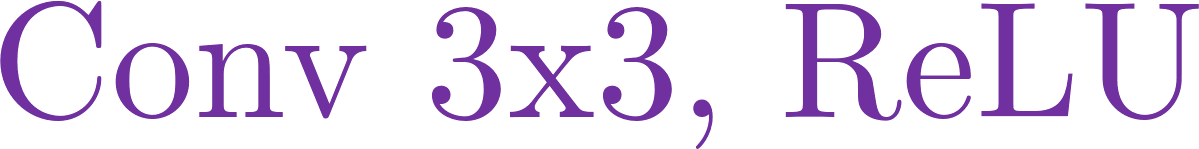 Conv 3x3, ReLU